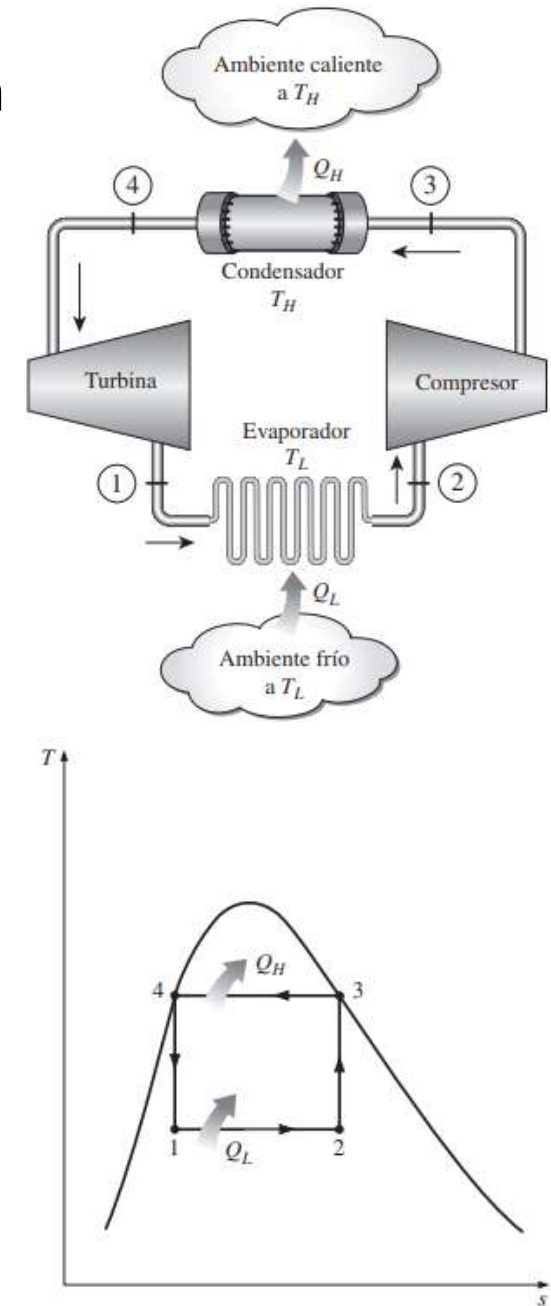 Ambiente caliente
a T_H
Q_H
4
3
Condensador
T_H
Turbina
Compresor
Evaporador
T_L
1
2
Q_L
Ambiente frío
a T_L
T
Q_H
4
3
1
Q_L
2
s